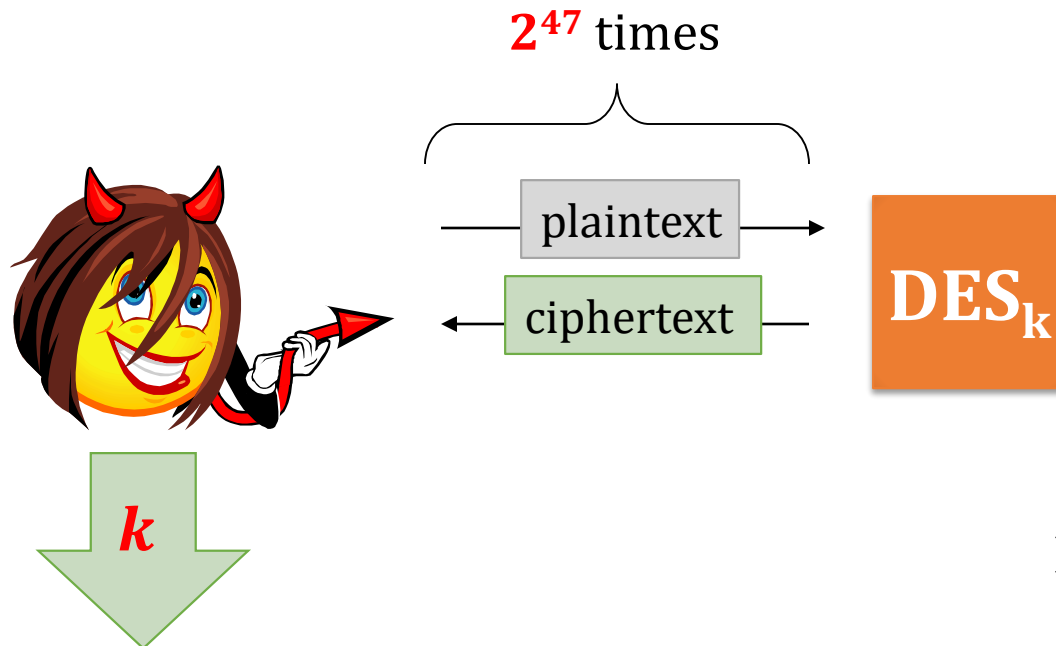 2⁴⁷ times
plaintext
ciphertext
DESₖ
k